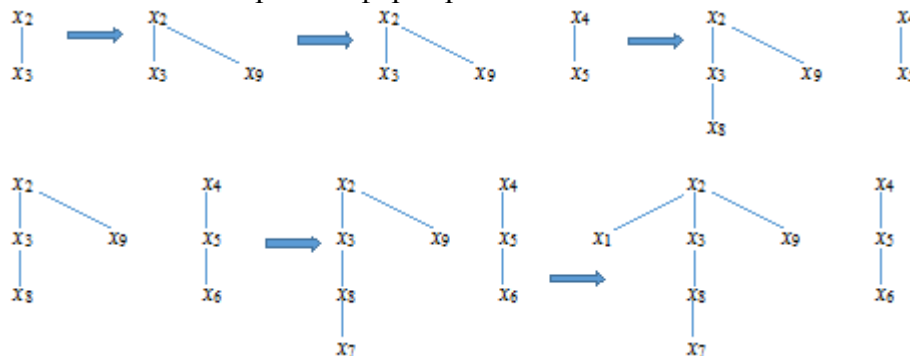 x2 x2 x2 x4 x2
x3 x3 x9 x3 x9 x5 x3 x9
x8
x2 x4 x2 x4 x2 x4
x3 x9 x5 x3 x9 x5 x1 x3 x9 x5
x8 x6 x8 x6 x8 x6
x7 x7